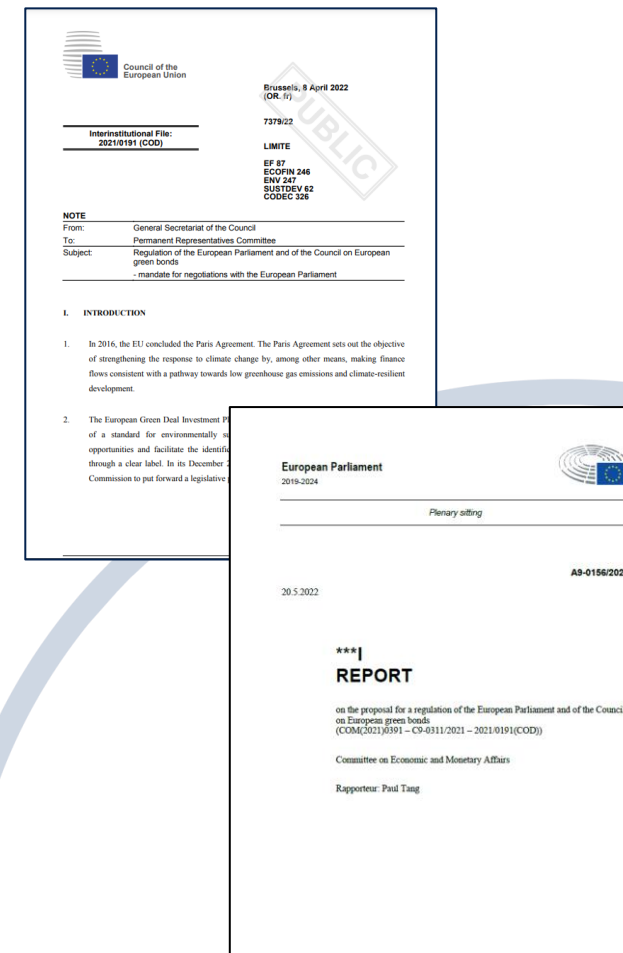 Council of the
European Union
Brussels, 8 April 2022
(OR. fr)
7379/22
Interinstitutional File:
2021/0191 (COD)
LIMITE
EF 87
ECOFIN 246
ENV 247
SUSTDEV 62
CODEC 326
PUBLIC
NOTE
From: General Secretariat of the Council
To: Permanent Representatives Committee
Subject: Regulation of the European Parliament and of the Council on European
green bonds
- mandate for negotiations with the European Parliament
I. INTRODUCTION
1. In 2016, the EU concluded the Paris Agreement. The Paris Agreement sets out the objective
of strengthening the response to climate change by, among other means, making finance
flows consistent with a pathway towards low greenhouse gas emissions and climate-resilient
development.
2. The European Green Deal Investment
of a standard for environmentally
opportunities and facilitate the
through a clear label. In its December
Commission to put forward a legislative
European Parliament
2019-2024
Plenary sitting
A9-0156/202
20.5.2022
***I
REPORT
on the proposal for a regulation of the European Parliament and of the Council
on European green bonds
(COM(2021)0391 – C9-0311/2021 – 2021/0191(COD))
Committee on Economic and Monetary Affairs
Rapporteur: Paul Tang